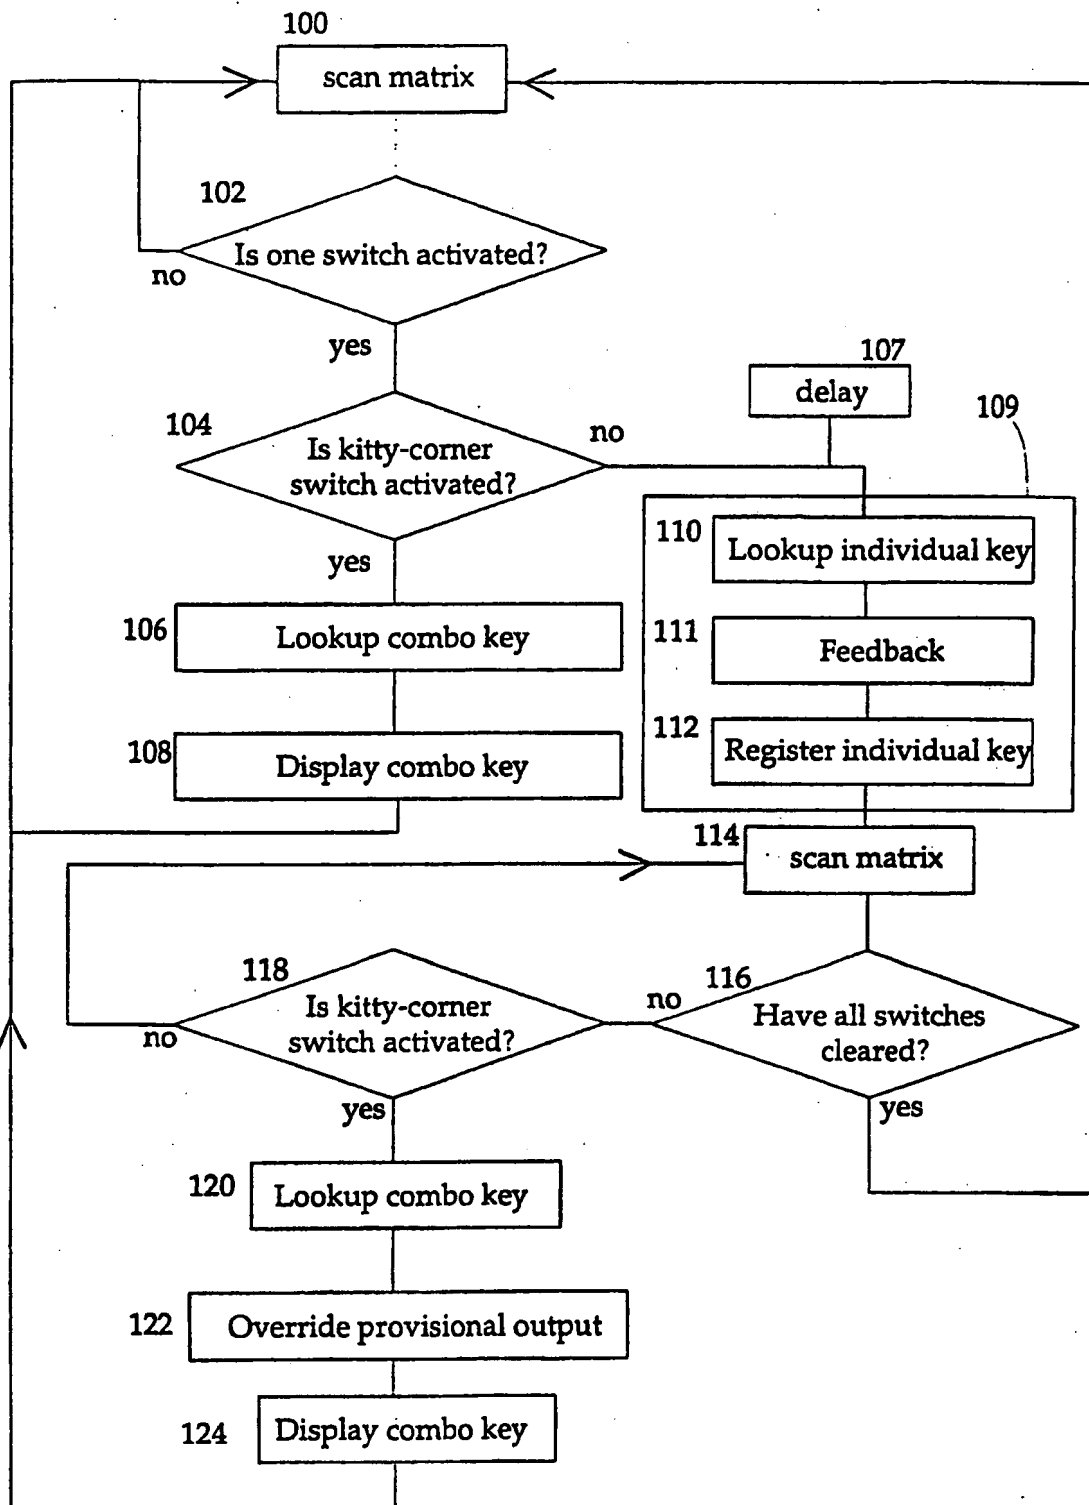 100
scan matrix
102
Is one switch activated?
no
yes
107
delay
109
104
Is kitty-corner
switch activated?
no
yes
110
Lookup individual key
106
Lookup combo key
111
Feedback
112
Register individual key
108
Display combo key
114
scan matrix
118
Is kitty-corner
switch activated?
no
yes
116
no
Have all switches
cleared?
yes
120
Lookup combo key
122
Override provisional output
124
Display combo key